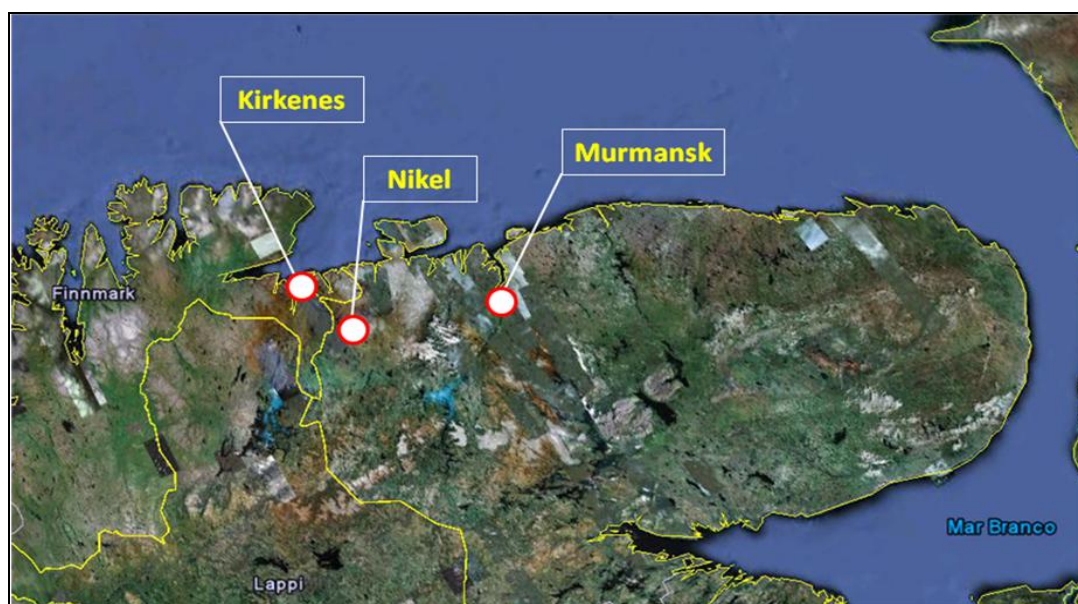 Kirkenes
Murmansk
Nikel
Finnmark
Mar Branco
Lappi